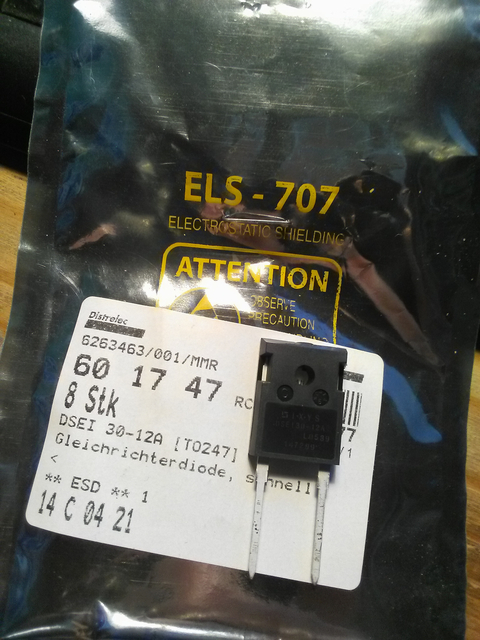 ELS - 707
ELECTROSTATIC SHIELDING
ATTENTION
OBSERVE
PRECAUTION
Distrelec
6263463/001/MMR
60 17 47
8 Stk
DSEI 30-12A [TO247]
Gleichrichterdiode,
<
** ESD ** 1
14 C 04 21